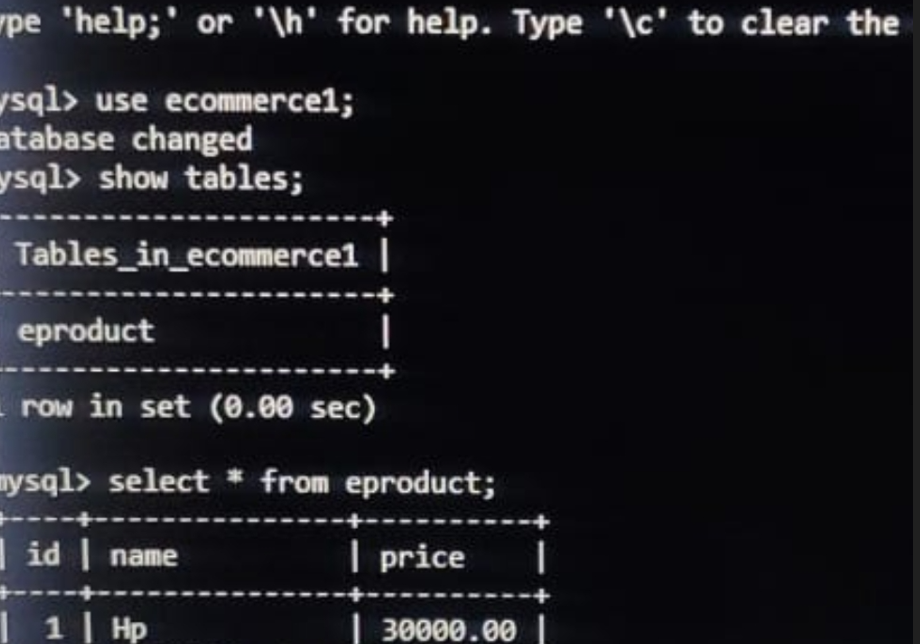 ype 'help;' or '\h' for help. Type '\c' to clear the
ysql> use ecommerce1;
atabase changed
ysql> show tables;
----------------------+
Tables_in_ecommerce1 |
----------------------+
eproduct |
----------------------+
row in set (0.00 sec)
mysql> select * from eproduct;
+----+---------------+----------+
| id | name | price |
+----+---------------+----------+
| 1 | Hp | 30000.00 |